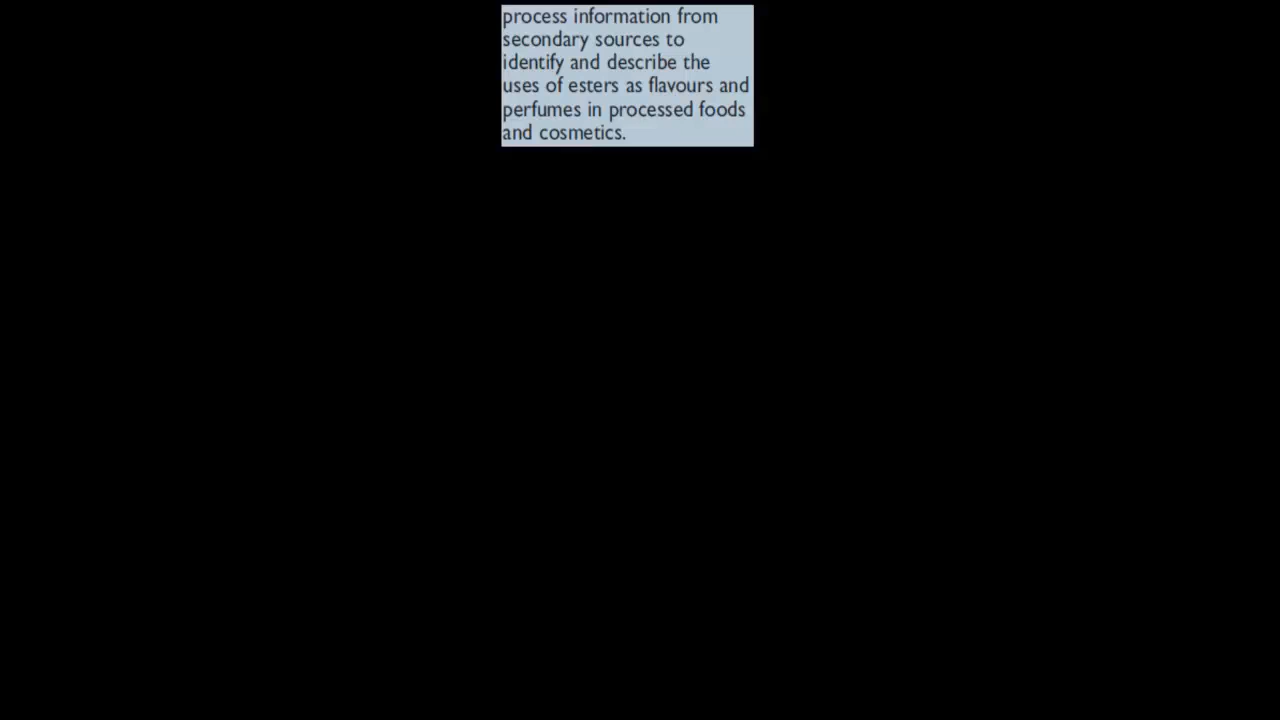 process information from
secondary sources to
identify and describe the
uses of esters as flavours and
perfumes in processed foods
and cosmetics.